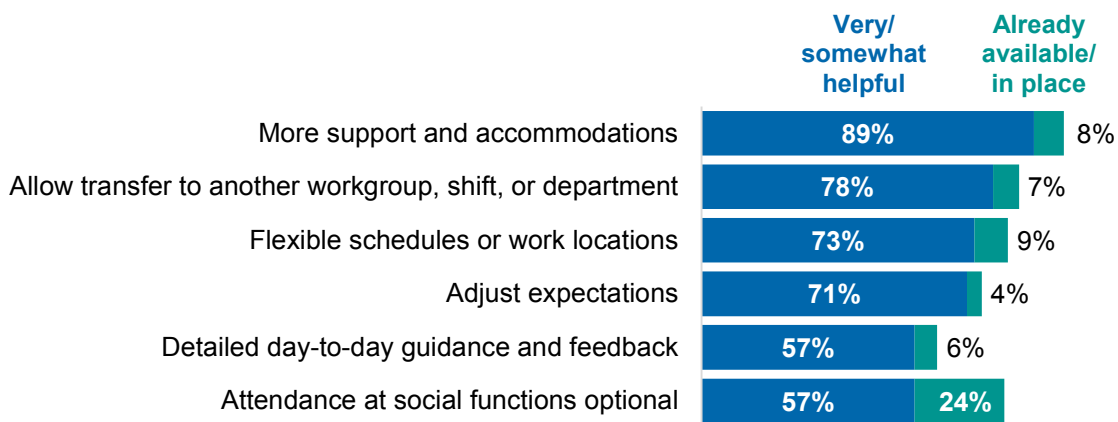 Very/
somewhat
helpful
Already
available/
in place
More support and accommodations 89% 8%
Allow transfer to another workgroup, shift, or department 78% 7%
Flexible schedules or work locations 73% 9%
Adjust expectations 71% 4%
Detailed day-to-day guidance and feedback 57% 6%
Attendance at social functions optional 57% 24%